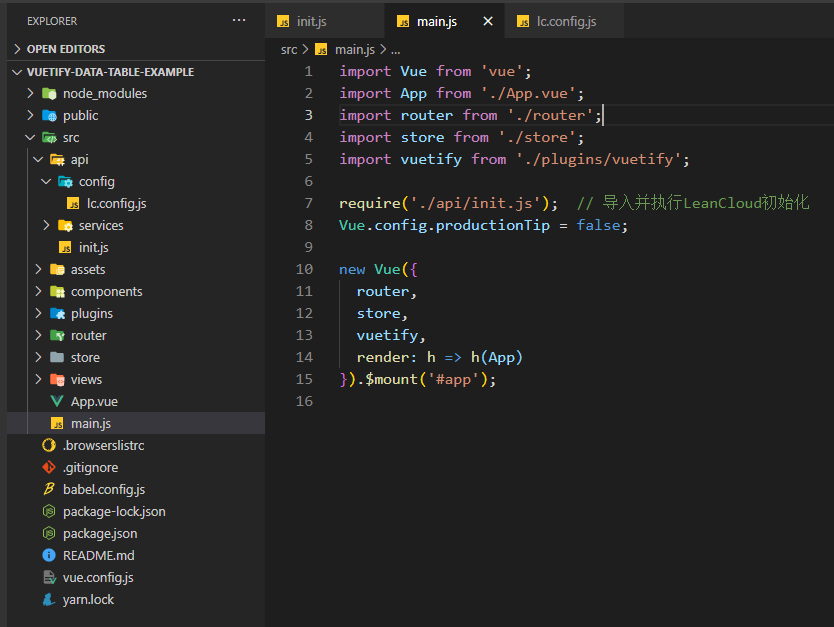 EXPLORER ···
OPEN EDITORS
VUETIFY-DATA-TABLE-EXAMPLE
node_modules
public
src
api
config
lc.config.js
services
init.js
assets
components
plugins
router
store
views
App.vue
main.js
.browserslistrc
.gitignore
babel.config.js
package-lock.json
package.json
README.md
vue.config.js
yarn.lock
JS init.js JS main.js × JS lc.config.js
src > JS main.js > ...
1 import Vue from 'vue';
2 import App from './App.vue';
3 import router from './router';
4 import store from './store';
5 import vuetify from './plugins/vuetify';
6
7 require('./api/init.js'); // 导入并执行LeanCloud初始化
8 Vue.config.productionTip = false;
9
10 new Vue({
11 router,
12 store,
13 vuetify,
14 render: h => h(App)
15 }).$mount('#app');
16